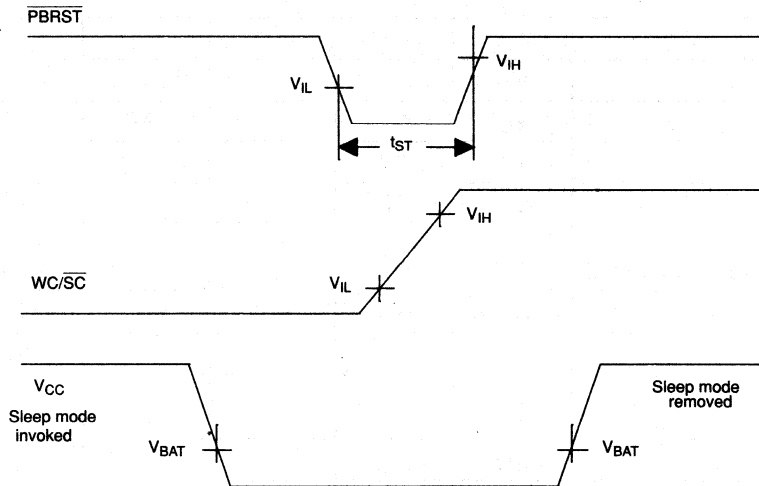 PBRST
VIL
VIH
tST
VIH
WC/SC
VIL
VCC
Sleep mode
invoked
VBAT
Sleep mode
removed
VBAT